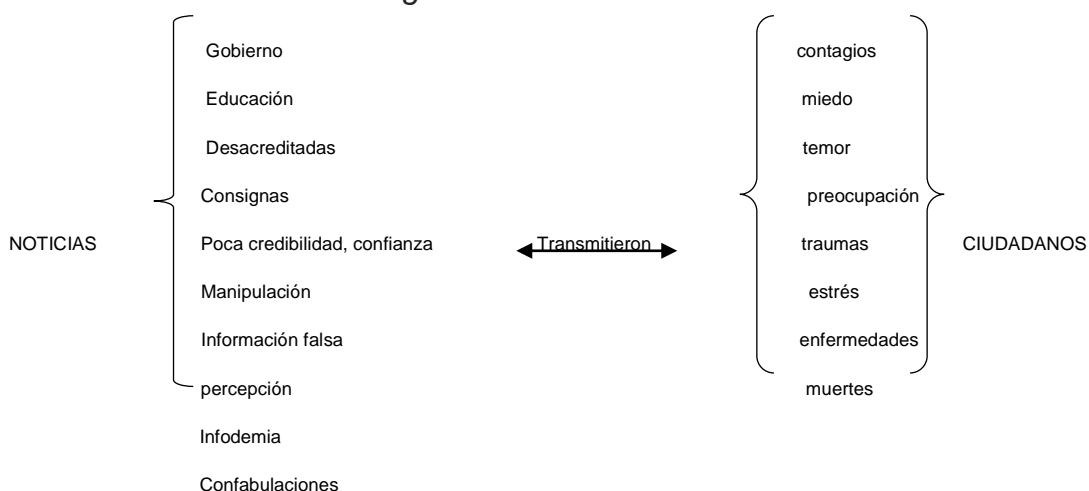 Gobierno
Educación
Desacreditadas
Consignas
NOTICIAS
Poca credibilidad, confianza
Manipulación
Información falsa
percepción
Infodemia
Confabulaciones
Transmitieron
contagios
miedo
temor
preocupación
traumas
estrés
enfermedades
muertes
CIUDADANOS